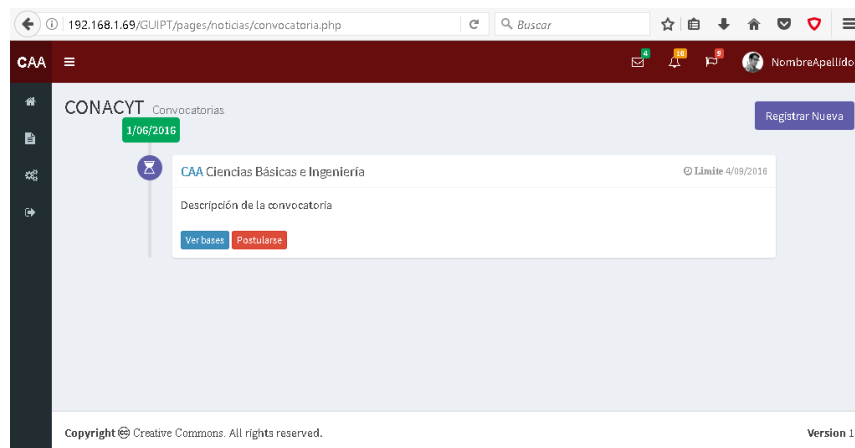 192.168.1.69/GUIPT/pages/noticias/convocatoria.php
Buscar
CAA
4
10
9
NombreApellido
CONACYT Convocatorias
Registrar Nueva
1/06/2016
CAA Ciencias Básicas e Ingeniería
Limite 4/09/2016
Descripción de la convocatoria
Ver bases
Postularse
Copyright Creative Commons. All rights reserved.
Version 1